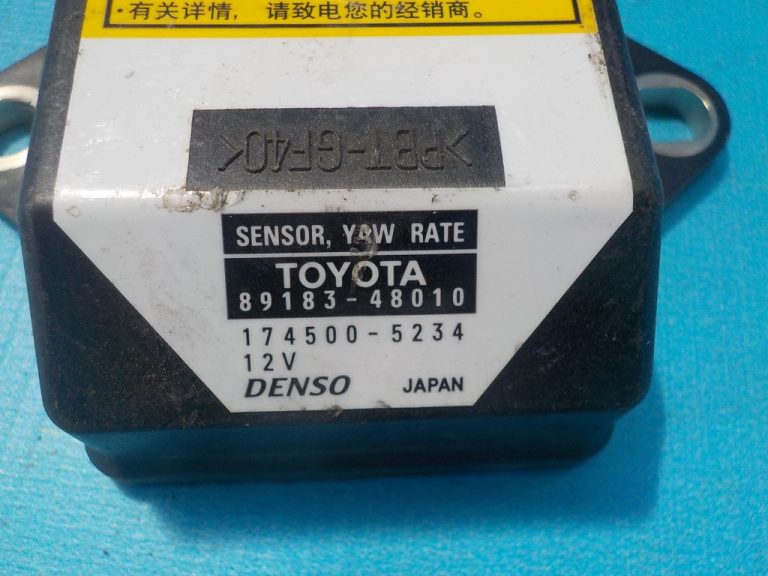 ·有关详情，请致电您的经销商。
>PBT-GF40<
SENSOR, YAW RATE
TOYOTA
89183-48010
174500-5234
12V
DENSO JAPAN